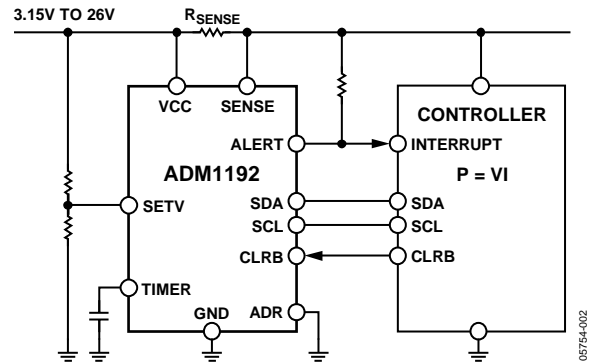 3.15V TO 26V
RSENSE
VCC
SENSE
ALERT
ADM1192
SETV
SDA
SCL
CLRB
TIMER
GND
ADR
CONTROLLER
INTERRUPT
P = VI
SDA
SCL
CLRB
05754-002